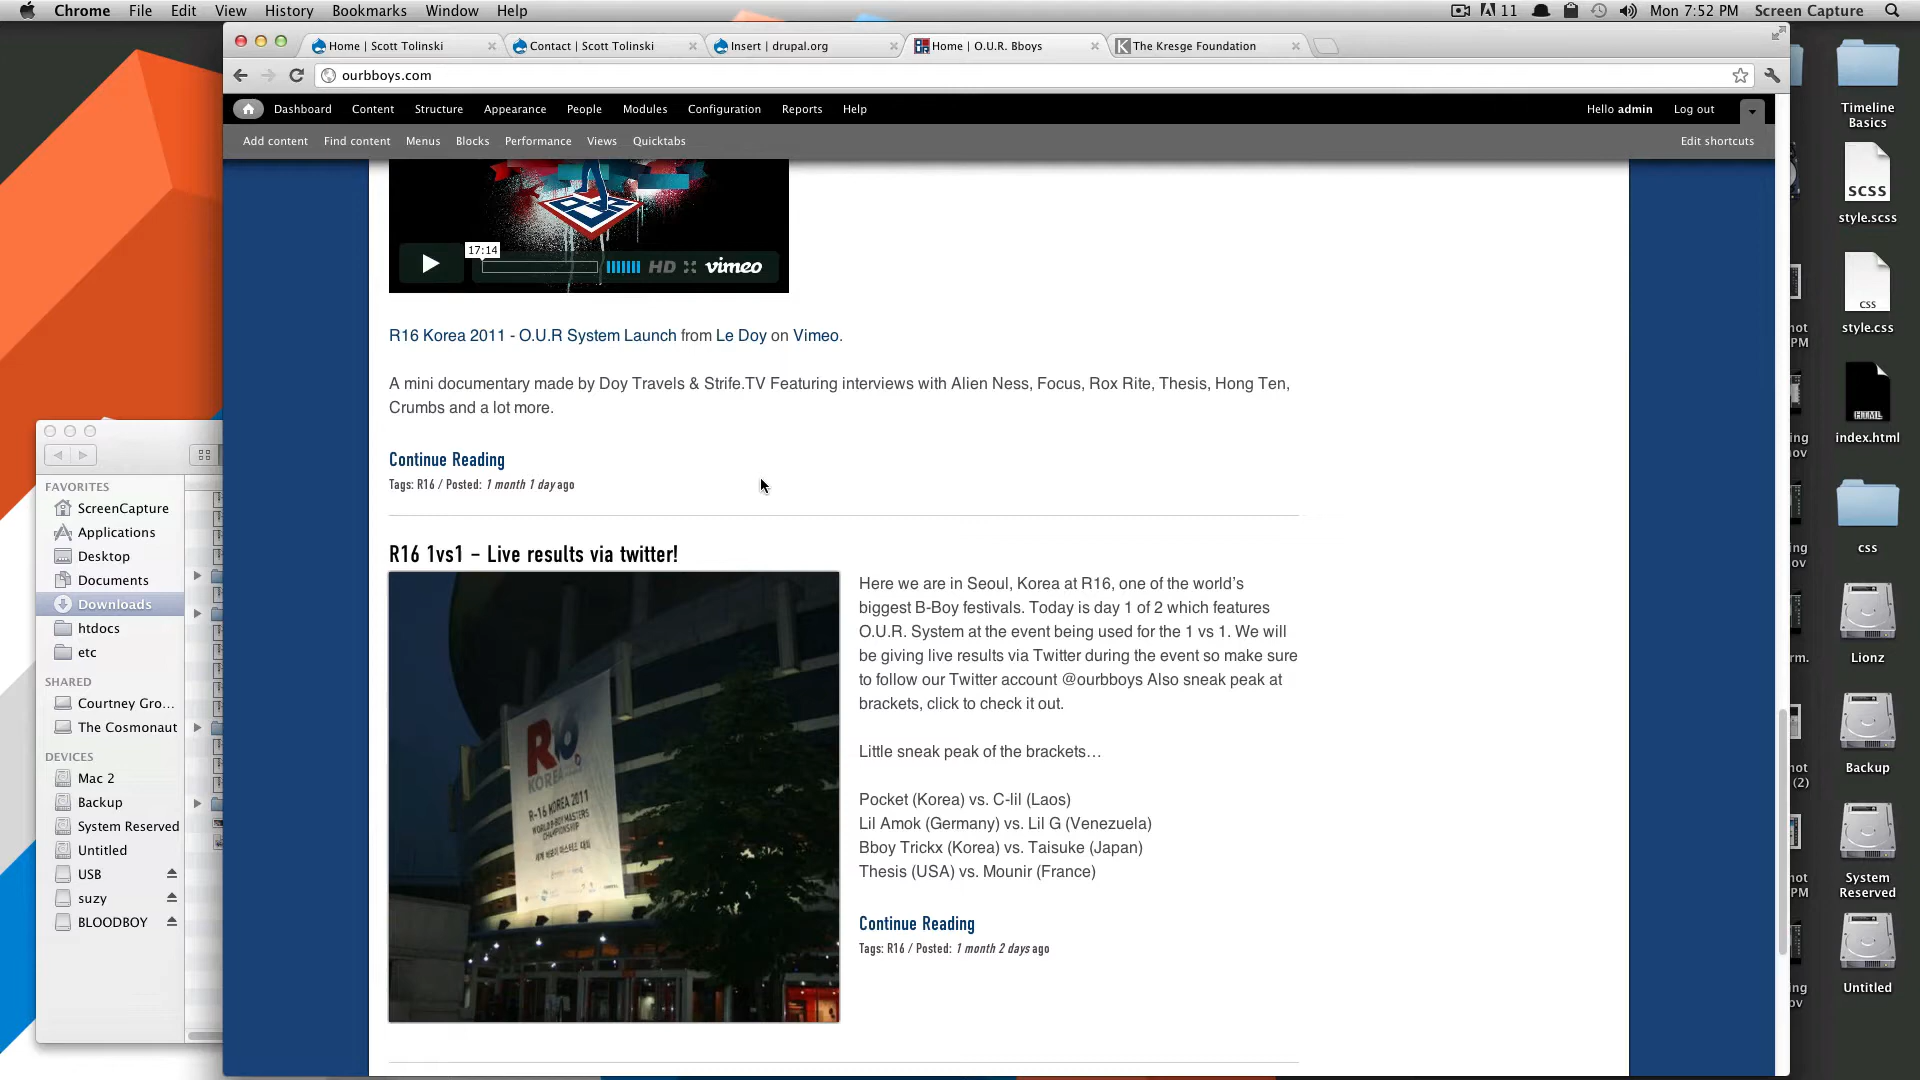 Chrome File Edit View History Bookmarks Window Help
11 Mon 7:52 PM Screen Capture
Home | Scott Tolinski
Contact | Scott Tolinski
Insert | drupal.org
Home | O.U.R. Bboys
The Kresge Foundation
ourbboys.com
Dashboard Content Structure Appearance People Modules Configuration Reports Help
Hello admin Log out
Add content Find content Menus Blocks Performance Views Quicktabs
Edit shortcuts
17:14
HD vimeo
R16 Korea 2011 - O.U.R System Launch from Le Doy on Vimeo.
A mini documentary made by Doy Travels & Strife.TV Featuring interviews with Alien Ness, Focus, Rox Rite, Thesis, Hong Ten,
Crumbs and a lot more.
Continue Reading
Tags: R16 / Posted: 1 month 1 day ago
R16 1vs1 – Live results via twitter!
R16
KOREA
R-16 KOREA 2011
WORLD B-BOY MASTERS
CHAMPIONSHIP
Here we are in Seoul, Korea at R16, one of the world’s
biggest B-Boy festivals. Today is day 1 of 2 which features
O.U.R. System at the event being used for the 1 vs 1. We will
be giving live results via Twitter during the event so make sure
to follow our Twitter account @ourbboys Also sneak peak at
brackets, click to check it out.
Little sneak peak of the brackets…
Pocket (Korea) vs. C-lil (Laos)
Lil Amok (Germany) vs. Lil G (Venezuela)
Bboy Trickx (Korea) vs. Taisuke (Japan)
Thesis (USA) vs. Mounir (France)
Continue Reading
Tags: R16 / Posted: 1 month 2 days ago
FAVORITES
ScreenCapture
Applications
Desktop
Documents
Downloads
htdocs
etc
SHARED
Courtney Gro...
The Cosmonaut
DEVICES
Mac 2
Backup
System Reserved
Untitled
USB
suzy
BLOODBOY
Timeline
Basics
SCSS
style.scss
css
style.css
HTML
index.html
css
Lionz
Backup
System
Reserved
Untitled